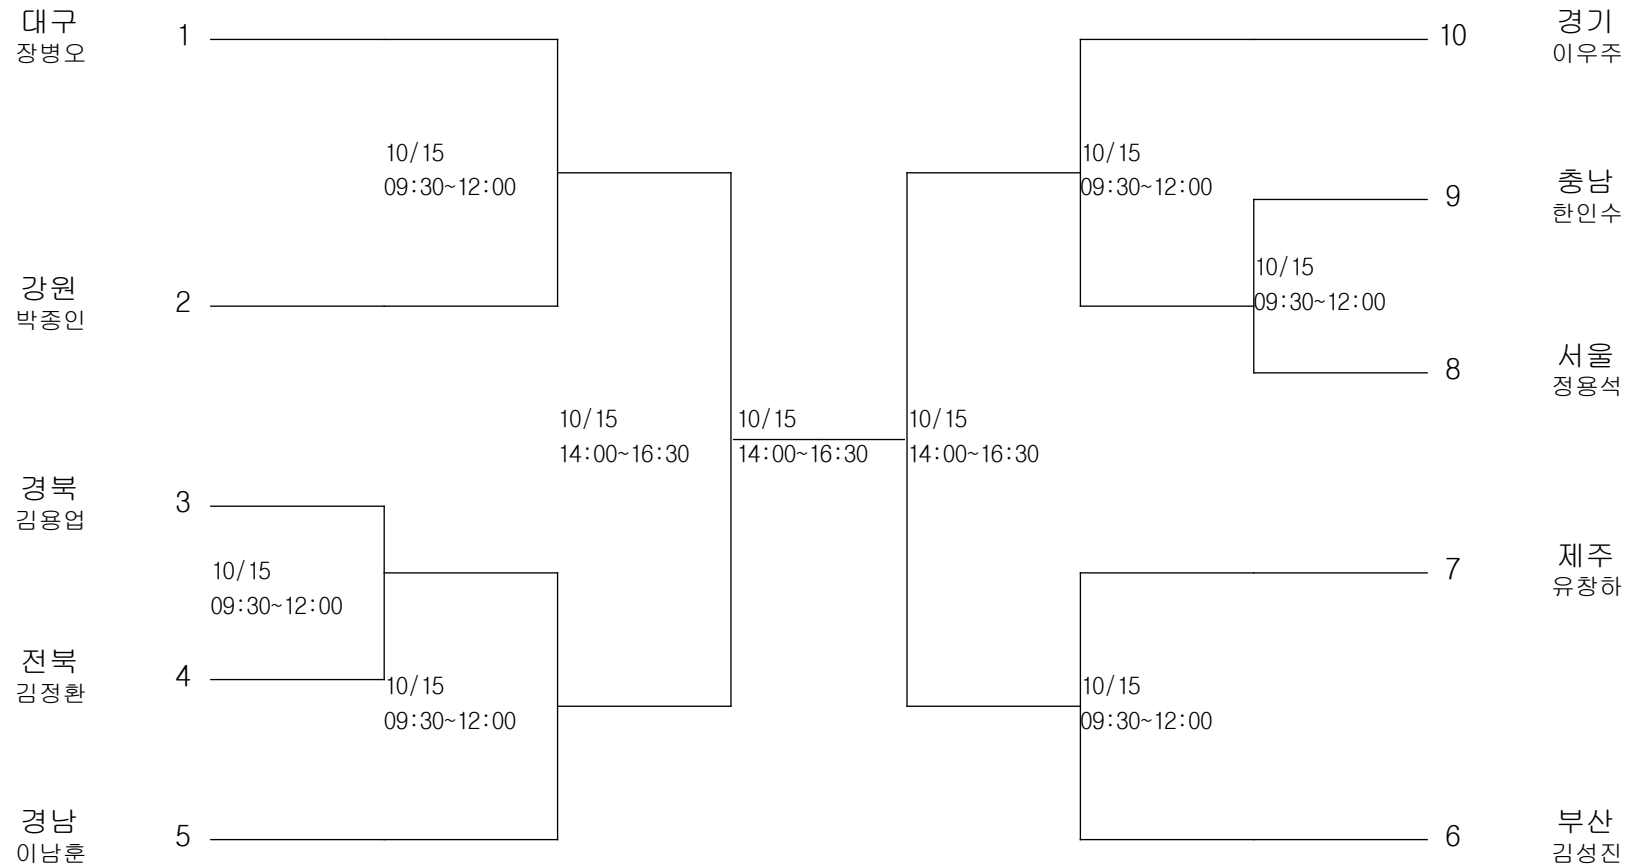 대구
장병오
1
10/15
09:30~12:00
강원
박종인
2
10/15
14:00~16:30
경북
김용업
3
10/15
09:30~12:00
전북
김정환
4
10/15
09:30~12:00
경남
이남훈
5
10/15
14:00~16:30
10
경기
이우주
10/15
09:30~12:00
9
충남
한인수
10/15
09:30~12:00
8
서울
정용석
10/15
14:00~16:30
7
제주
유창하
10/15
09:30~12:00
6
부산
김성진